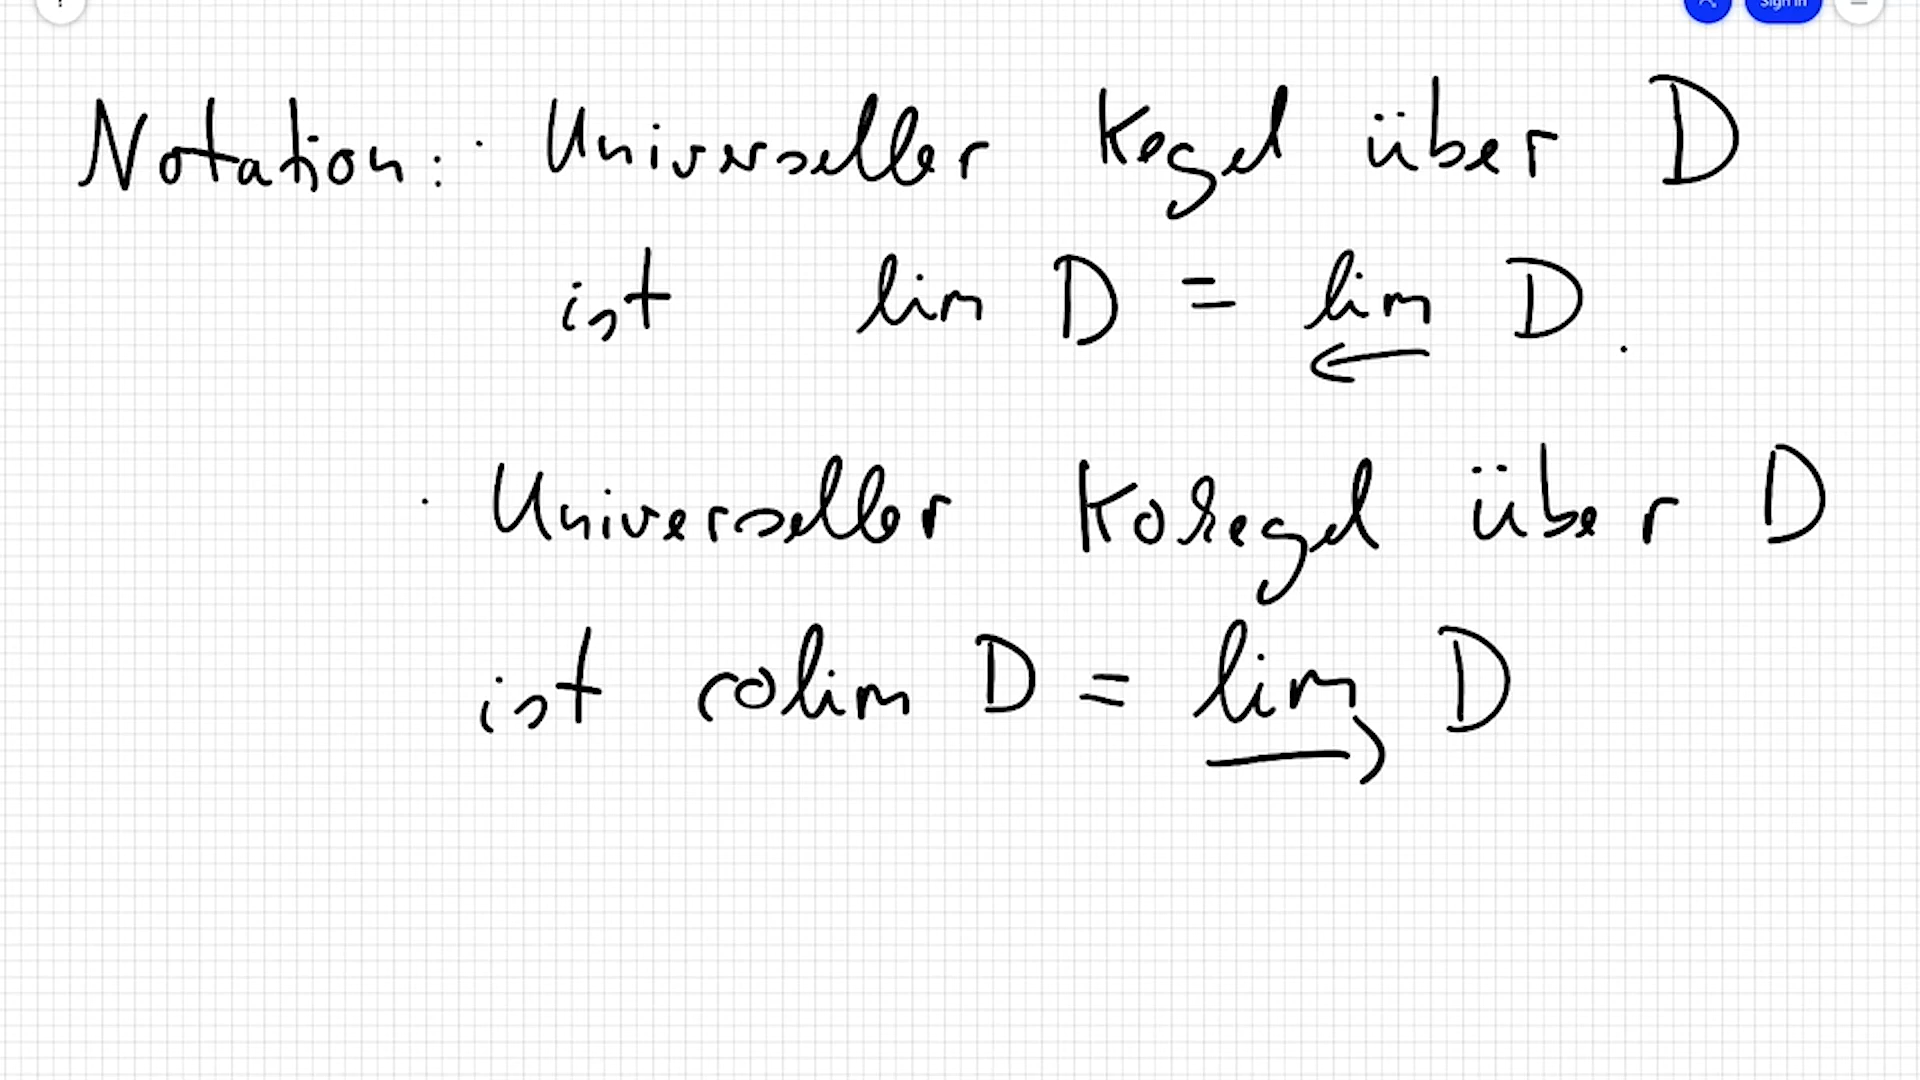 Notation: · Universeller Kegel über D
ist lim D = lim← D.
· Universeller Kokegel über D
ist colim D = lim→ D